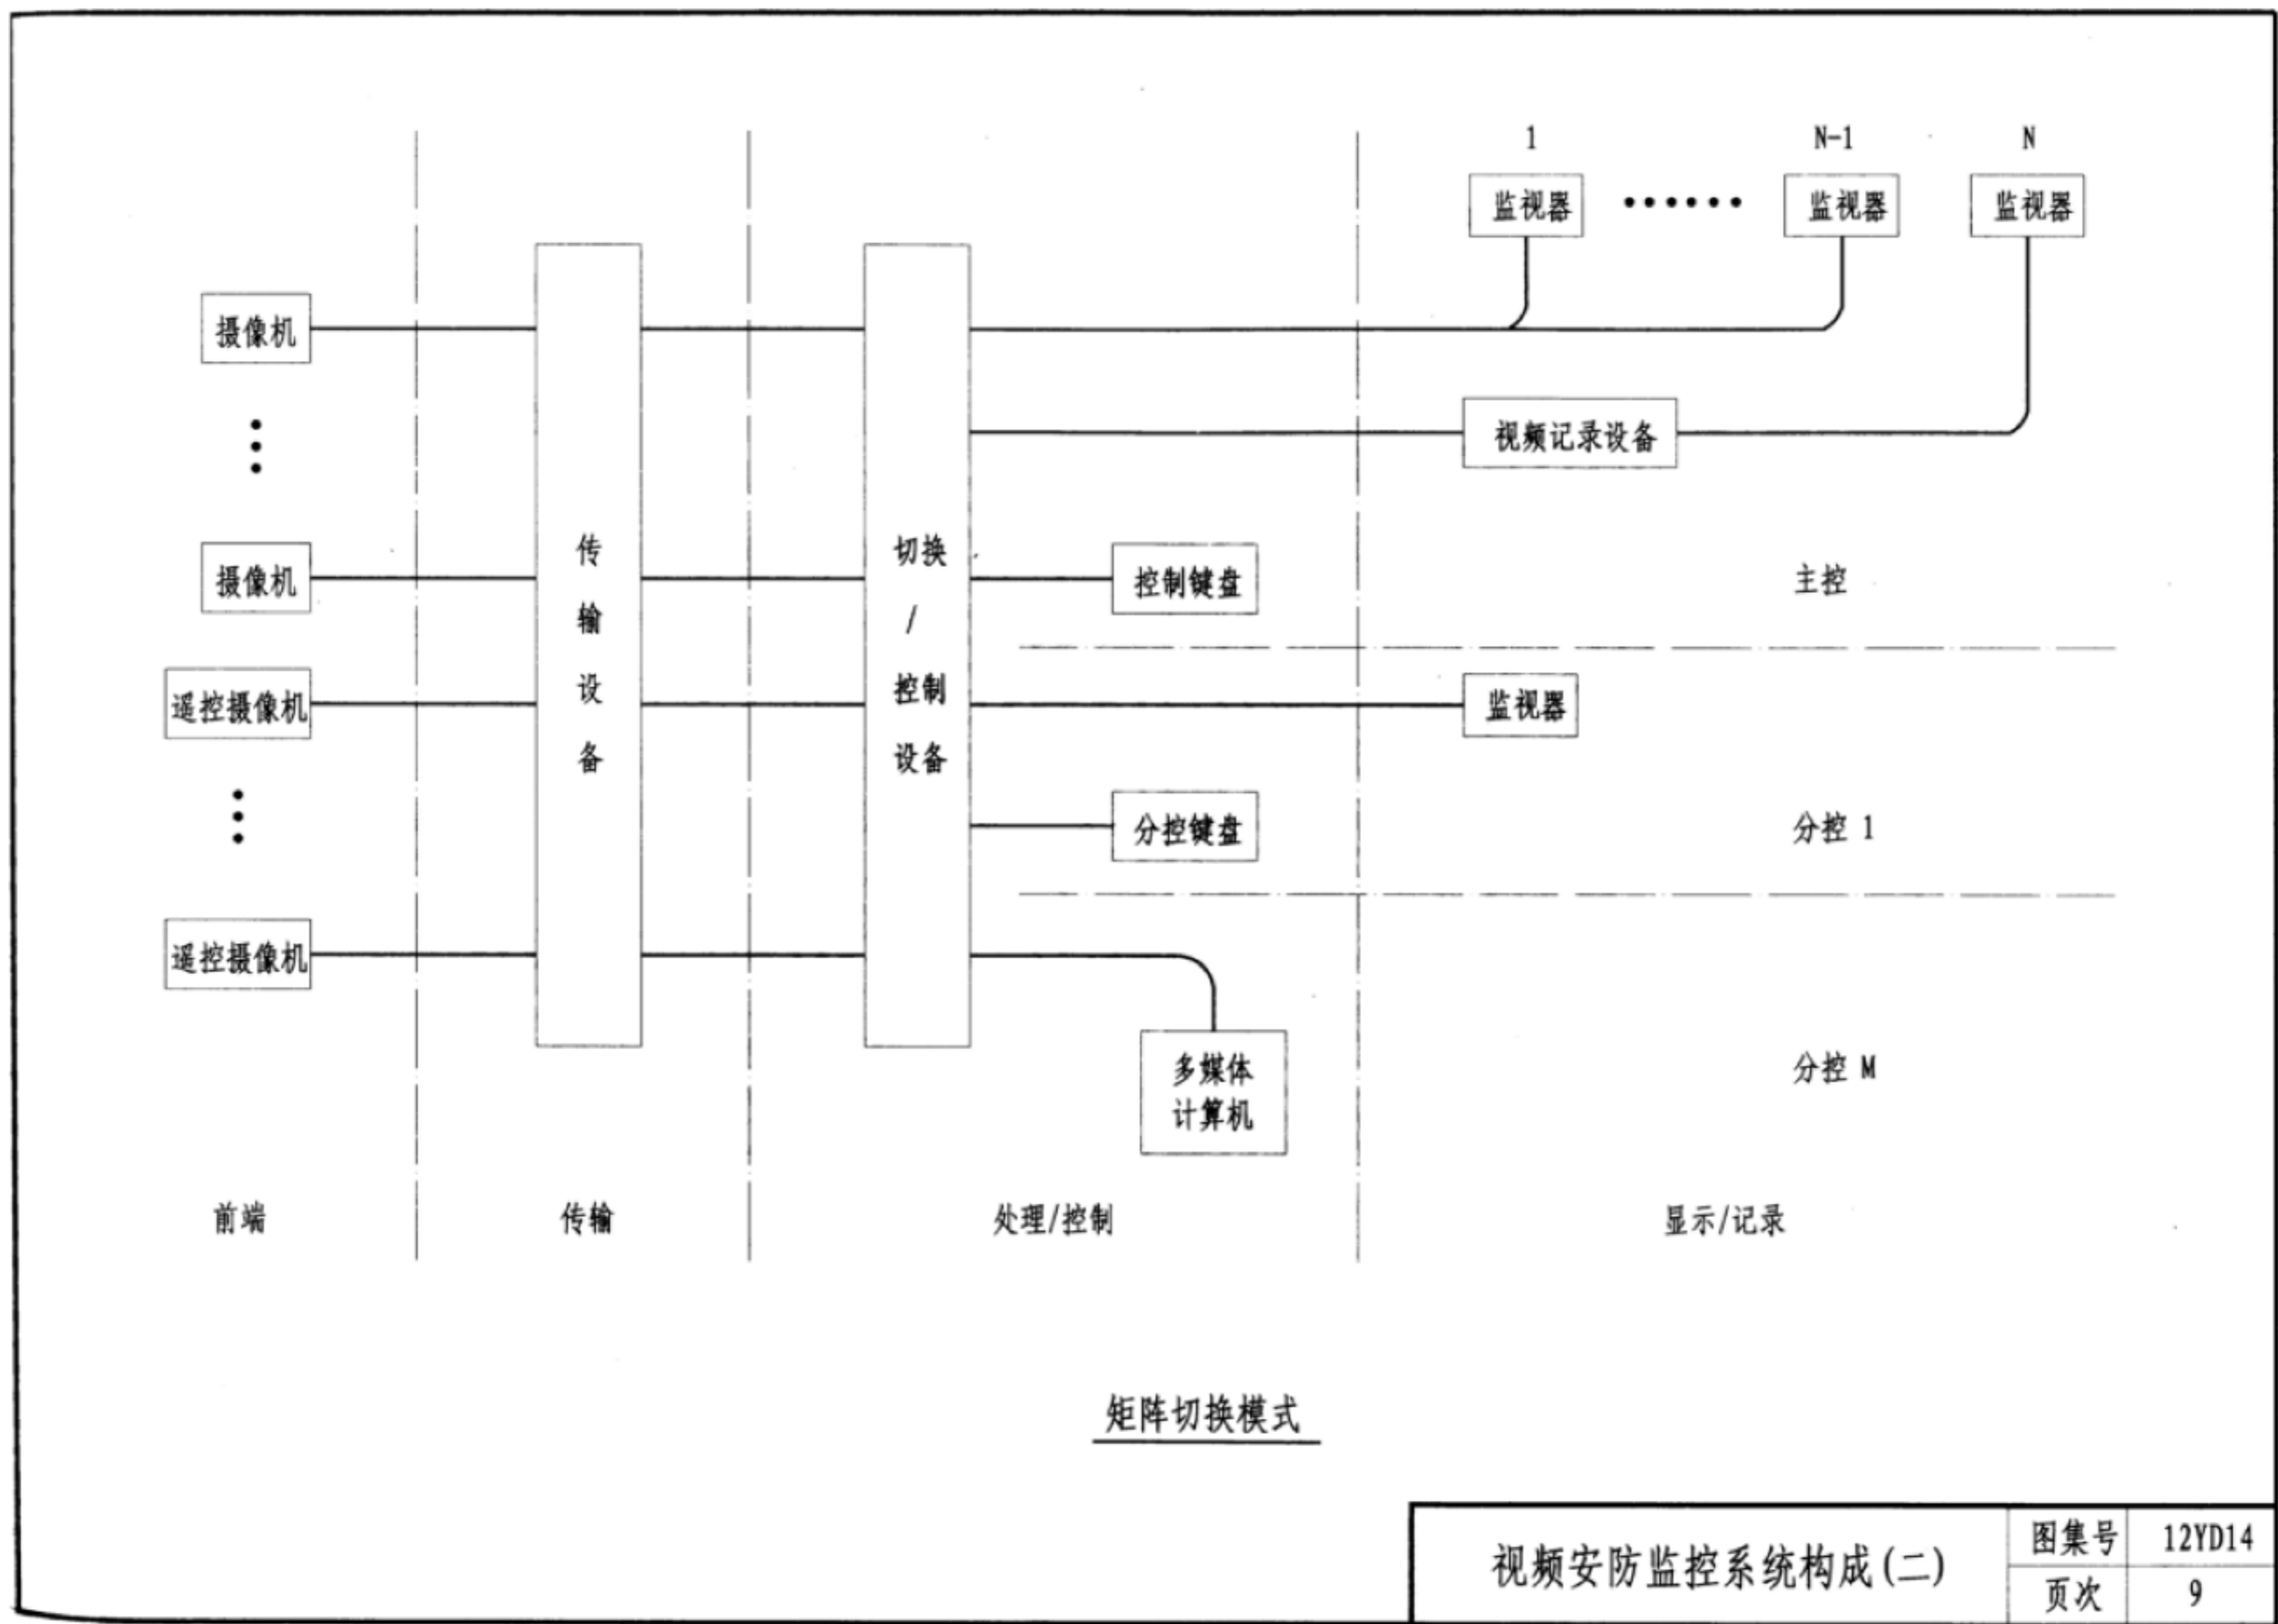 1
N-1
N
监视器
监视器
监视器
摄像机
视频记录设备
摄像机
传
输
设
备
切换
/
控制
设备
控制键盘
主控
遥控摄像机
监视器
分控键盘
分控 1
遥控摄像机
多媒体
计算机
分控 M
前端
传输
处理/控制
显示/记录
矩阵切换模式
视频安防监控系统构成(二)
图集号
12YD14
页次
9